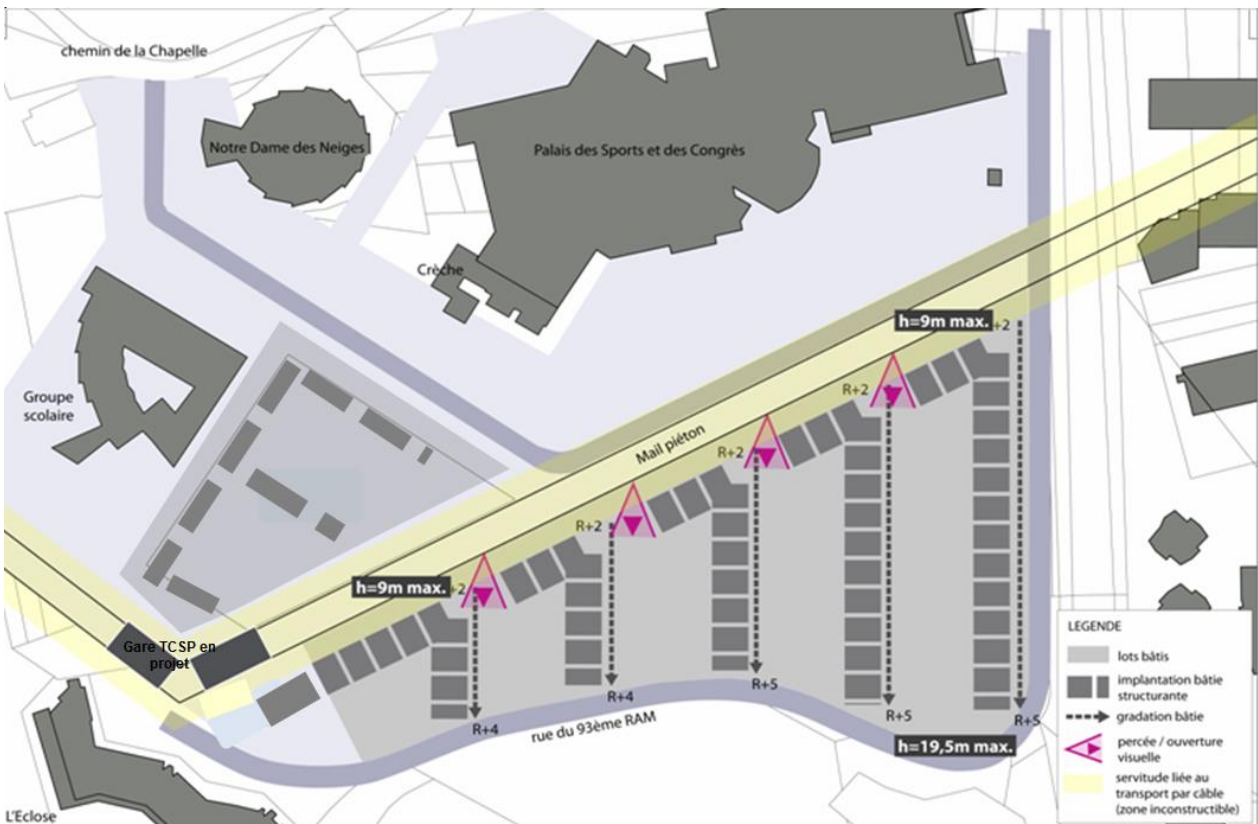 chemin de la Chapelle
Notre Dame des Neiges
Palais des Sports et des Congrès
Crèche
Groupe
scolaire
h=9m max.
+2
R+2
Mail piéton
R+2
R+2
h=9m max.
+2
Gare TCSP en
projet
R+4
R+4
R+5
R+5
R+5
rue du 93ème RAM
h=19,5m max.
L'Eclose
LEGENDE
lots bâtis
implantation bâtie
structurante
gradation bâtie
percée / ouverture
visuelle
servitude liée au
transport par câble
(zone inconstructible)